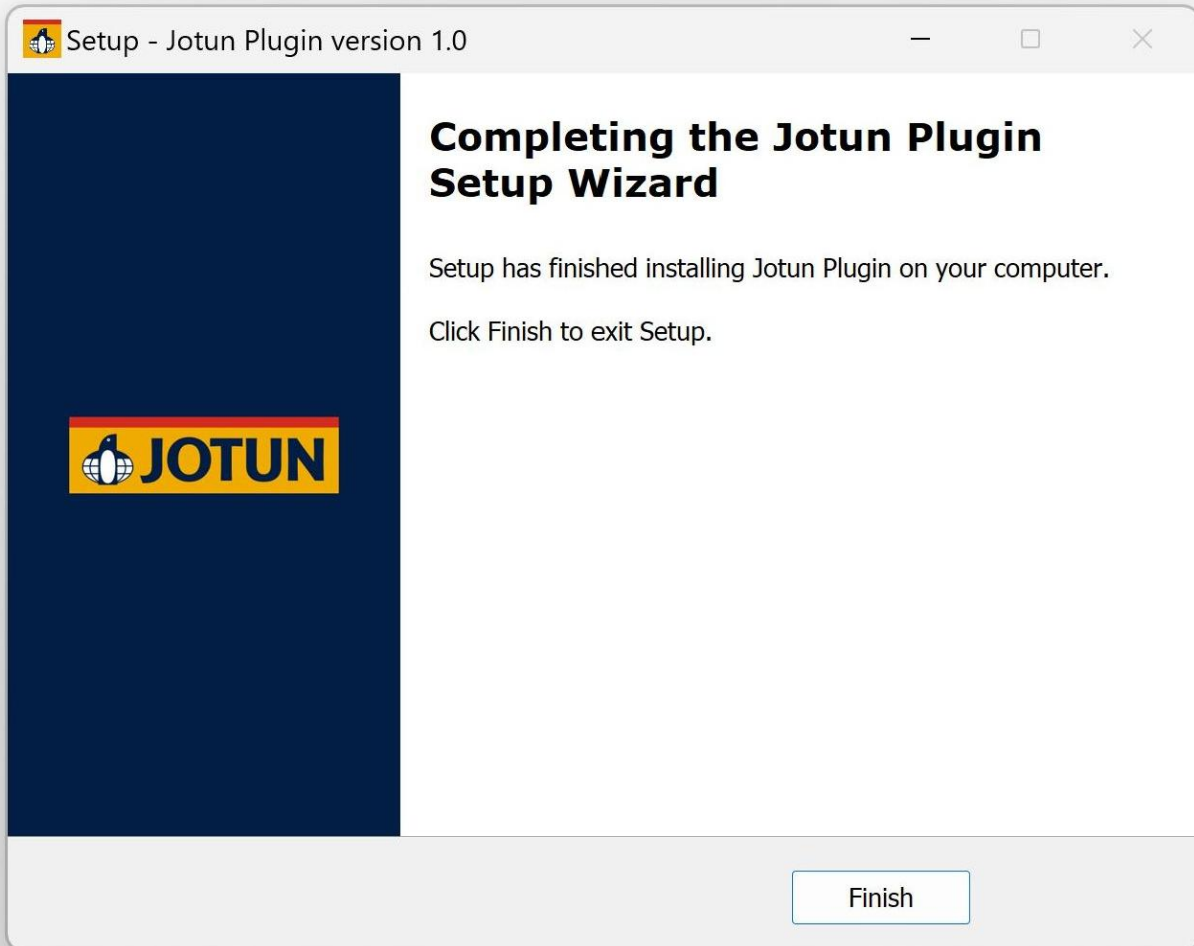 Setup - Jotun Plugin version 1.0
Completing the Jotun Plugin
Setup Wizard
Setup has finished installing Jotun Plugin on your computer.
Click Finish to exit Setup.
JOTUN
Finish